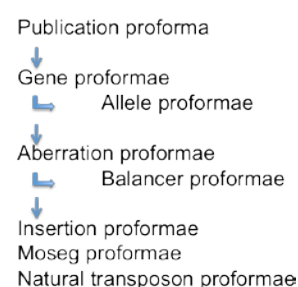 Publication proforma
Gene proformae
Allele proformae
Aberration proformae
Balancer proformae
Insertion proformae
Moseg proformae
Natural transposon proformae